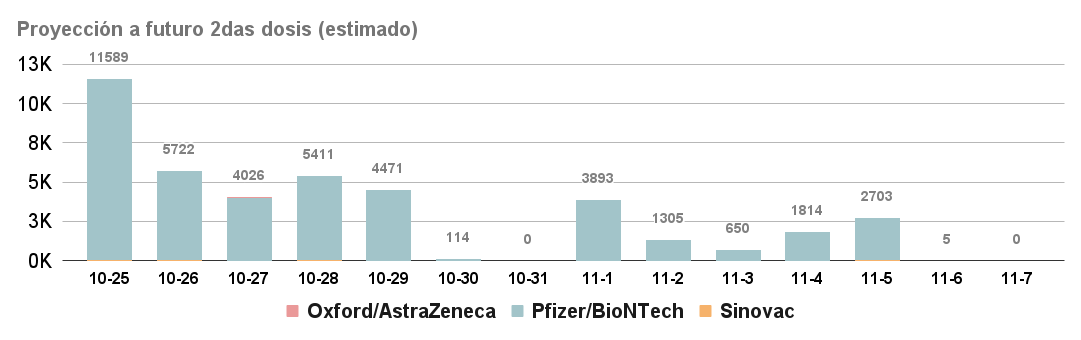 Proyección a futuro 2das dosis (estimado)
13K
10K
8K
5K
3K
0K
11589
5722
4026
5411
4471
114
0
3893
1305
650
1814
2703
5
0
10-25 10-26 10-27 10-28 10-29 10-30 10-31 11-1 11-2 11-3 11-4 11-5 11-6 11-7
Oxford/AstraZeneca Pfizer/BioNTech Sinovac